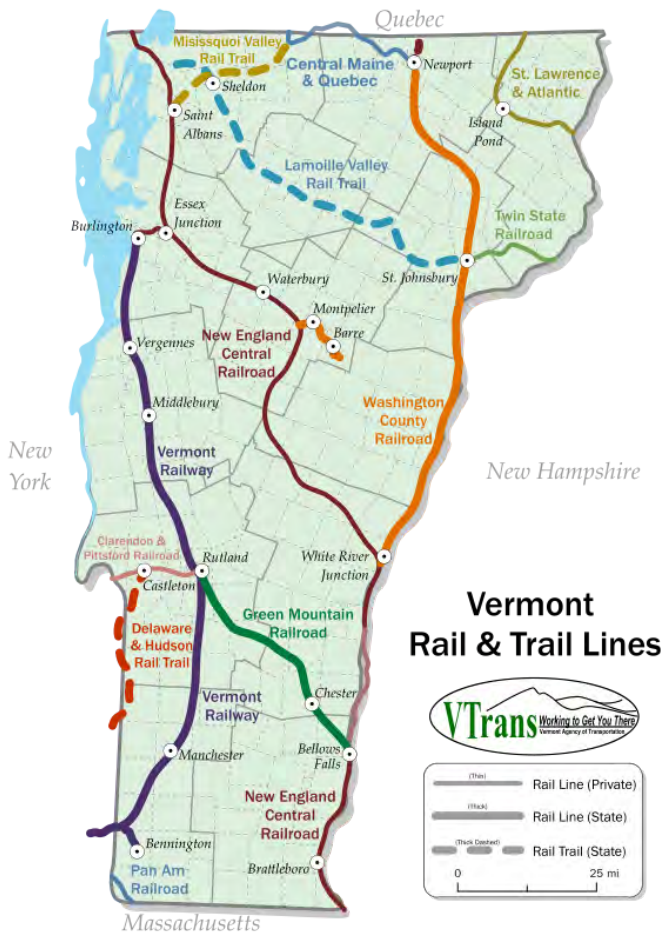 Quebec
Misissquoi Valley
Rail Trail
Central Maine
& Quebec
Newport
St. Lawrence
& Atlantic
Sheldon
Saint
Albans
Island
Pond
Lamoille Valley
Rail Trail
Essex
Junction
Burlington
Twin State
Railroad
St. Johnsbury
Waterbury
Montpelier
Barre
New England
Central
Railroad
Vergennes
Washington
County
Railroad
Middlebury
New
York
Vermont
Railway
New Hampshire
Clarendon &
Pittsford Railroad
Rutland
White River
Junction
Castleton
Vermont
Rail & Trail Lines
Green Mountain
Railroad
Delaware
& Hudson
Rail Trail
Vermont
Railway
Chester
VTrans Working to Get You There
Vermont Agency of Transportation
Manchester
Bellows
Falls
(Thin)
Rail Line (Private)
(Thick)
Rail Line (State)
(Thick Dashed)
Rail Trail (State)
0 25 mi
New England
Central
Railroad
Bennington
Brattleboro
Pan Am
Railroad
Massachusetts